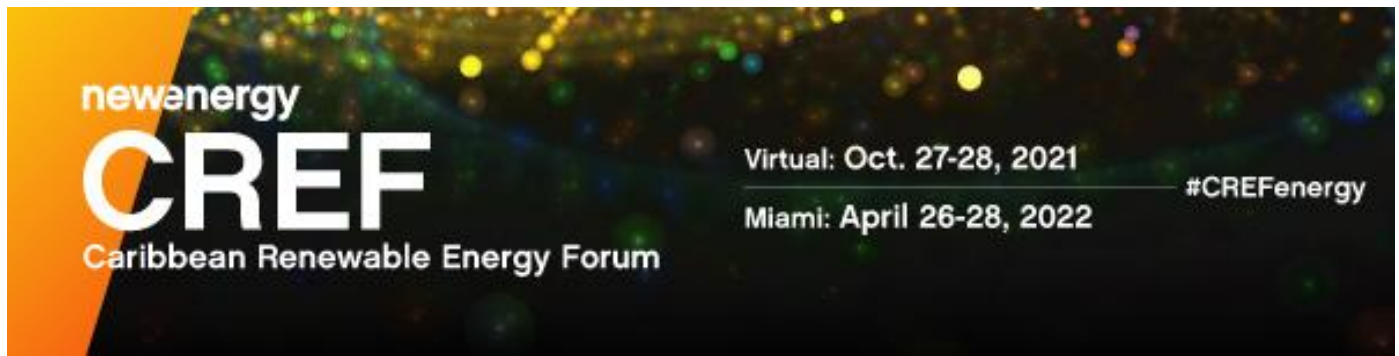 newenergy
CREF
Caribbean Renewable Energy Forum
Virtual: Oct. 27-28, 2021
Miami: April 26-28, 2022
#CREFenergy